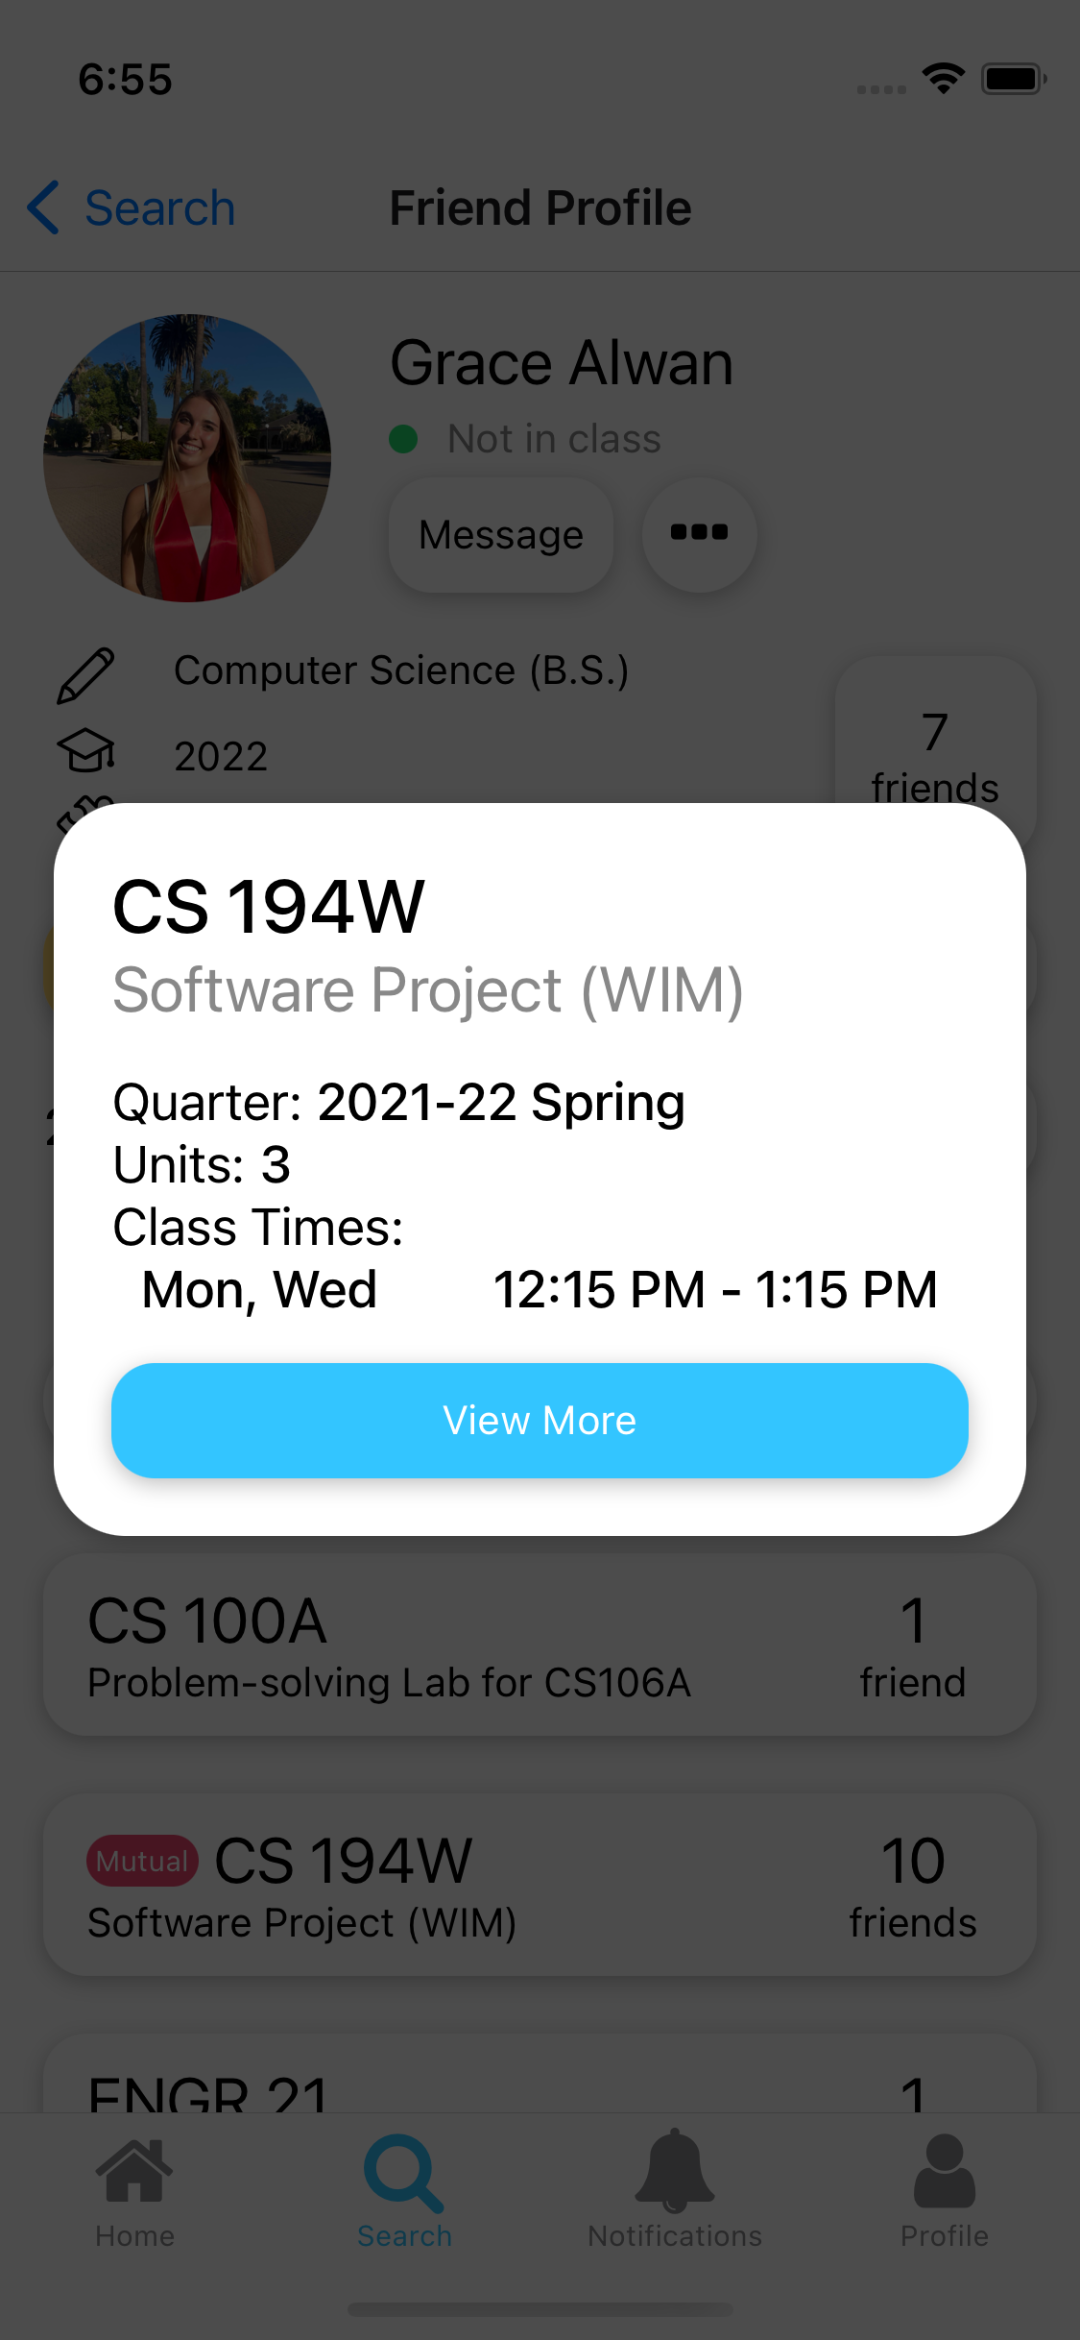 6:55
Search
Friend Profile
Grace Alwan
Not in class
Message
Computer Science (B.S.)
2022
7
friends
CS 194W
Software Project (WIM)
Quarter: 2021-22 Spring
Units: 3
Class Times:
Mon, Wed 12:15 PM - 1:15 PM
View More
CS 100A
1
Problem-solving Lab for CS106A
friend
Mutual CS 194W
10
Software Project (WIM)
friends
ENGR 21
1
Home
Search
Notifications
Profile